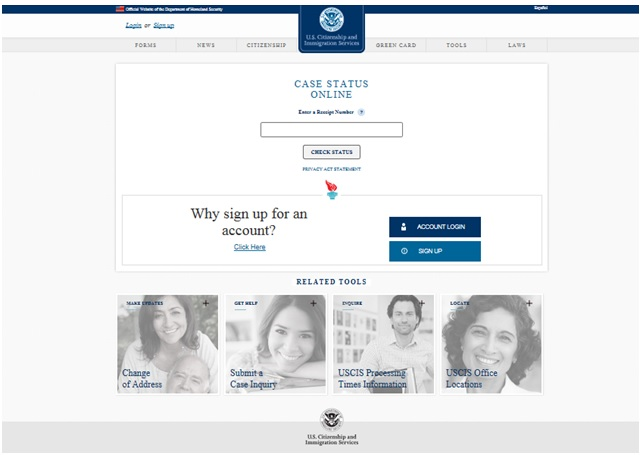 Official Website of the Department of Homeland Security
Español
Login or Sign up
U.S. Citizenship and
Immigration Services
FORMS NEWS CITIZENSHIP GREEN CARD TOOLS LAWS
CASE STATUS
ONLINE
Enter a Receipt Number ?
CHECK STATUS
PRIVACY ACT STATEMENT
Why sign up for an
account?
Click Here
ACCOUNT LOGIN
SIGN UP
RELATED TOOLS
MAKE UPDATES +
Change
of Address
GET HELP +
Submit a
Case Inquiry
INQUIRE +
USCIS Processing
Times Information
LOCATE +
USCIS Office
Locations
U.S. Citizenship and
Immigration Services